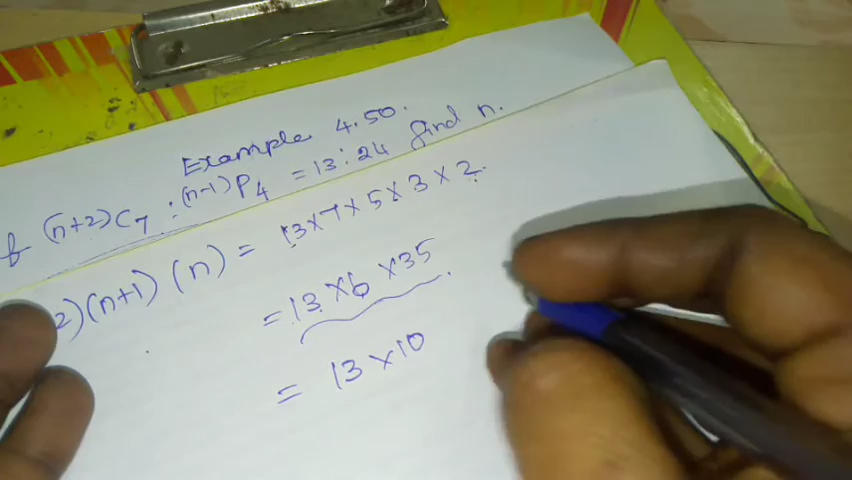 Example 4.50.
If (n+2)C7 : (n-1)P4 = 13:24 find n.
2)(n+1)(n) = 13×7×5×3×2.
= 13×6×35
= 13×10